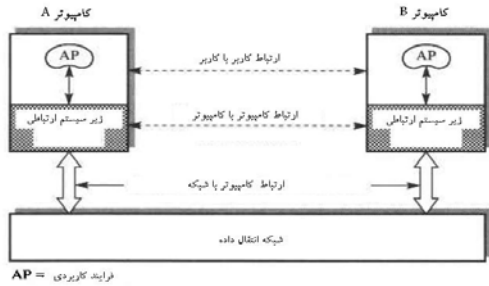 کامپیوتر A
کامپیوتر B
AP
AP
ارتباط کاربر با کاربر
زیر سیستم ارتباطی
ارتباط کامپیوتر با کامپیوتر
زیر سیستم ارتباطی
ارتباط کامپیوتر با شبکه
شبکه انتقال داده
AP = فرایند کاربردی